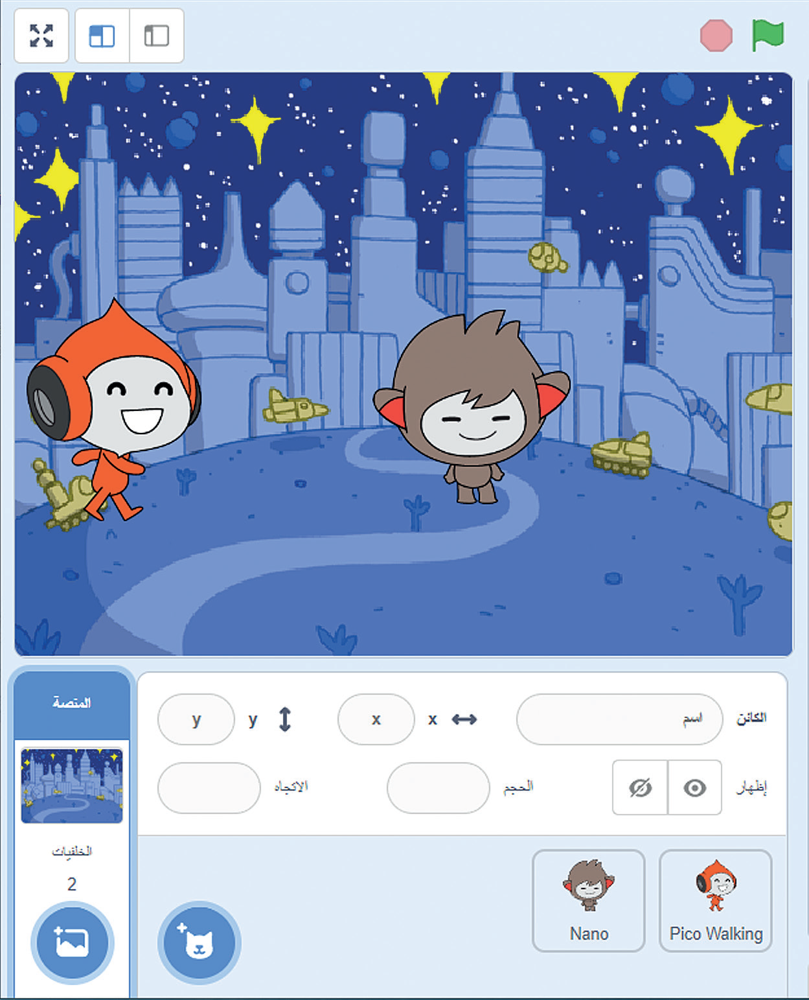 المنصة
الكائن
اسم
x
x
y
y
إظهار
الحجم
الاتجاه
الخلفيات
2
Pico Walking
Nano